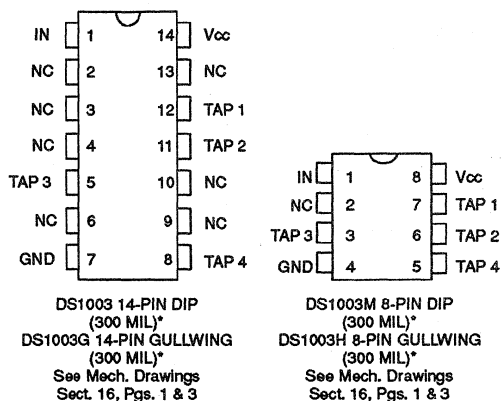 IN 1 14 Vcc
NC 2 13 NC
NC 3 12 TAP 1
NC 4 11 TAP 2
TAP 3 5 10 NC
NC 6 9 NC
GND 7 8 TAP 4
DS1003 14-PIN DIP
(300 MIL)*
DS1003G 14-PIN GULLWING
(300 MIL)*
See Mech. Drawings
Sect. 16, Pgs. 1 & 3
IN 1 8 Vcc
NC 2 7 TAP 1
TAP 3 3 6 TAP 2
GND 4 5 TAP 4
DS1003M 8-PIN DIP
(300 MIL)*
DS1003H 8-PIN GULLWING
(300 MIL)*
See Mech. Drawings
Sect. 16, Pgs. 1 & 3